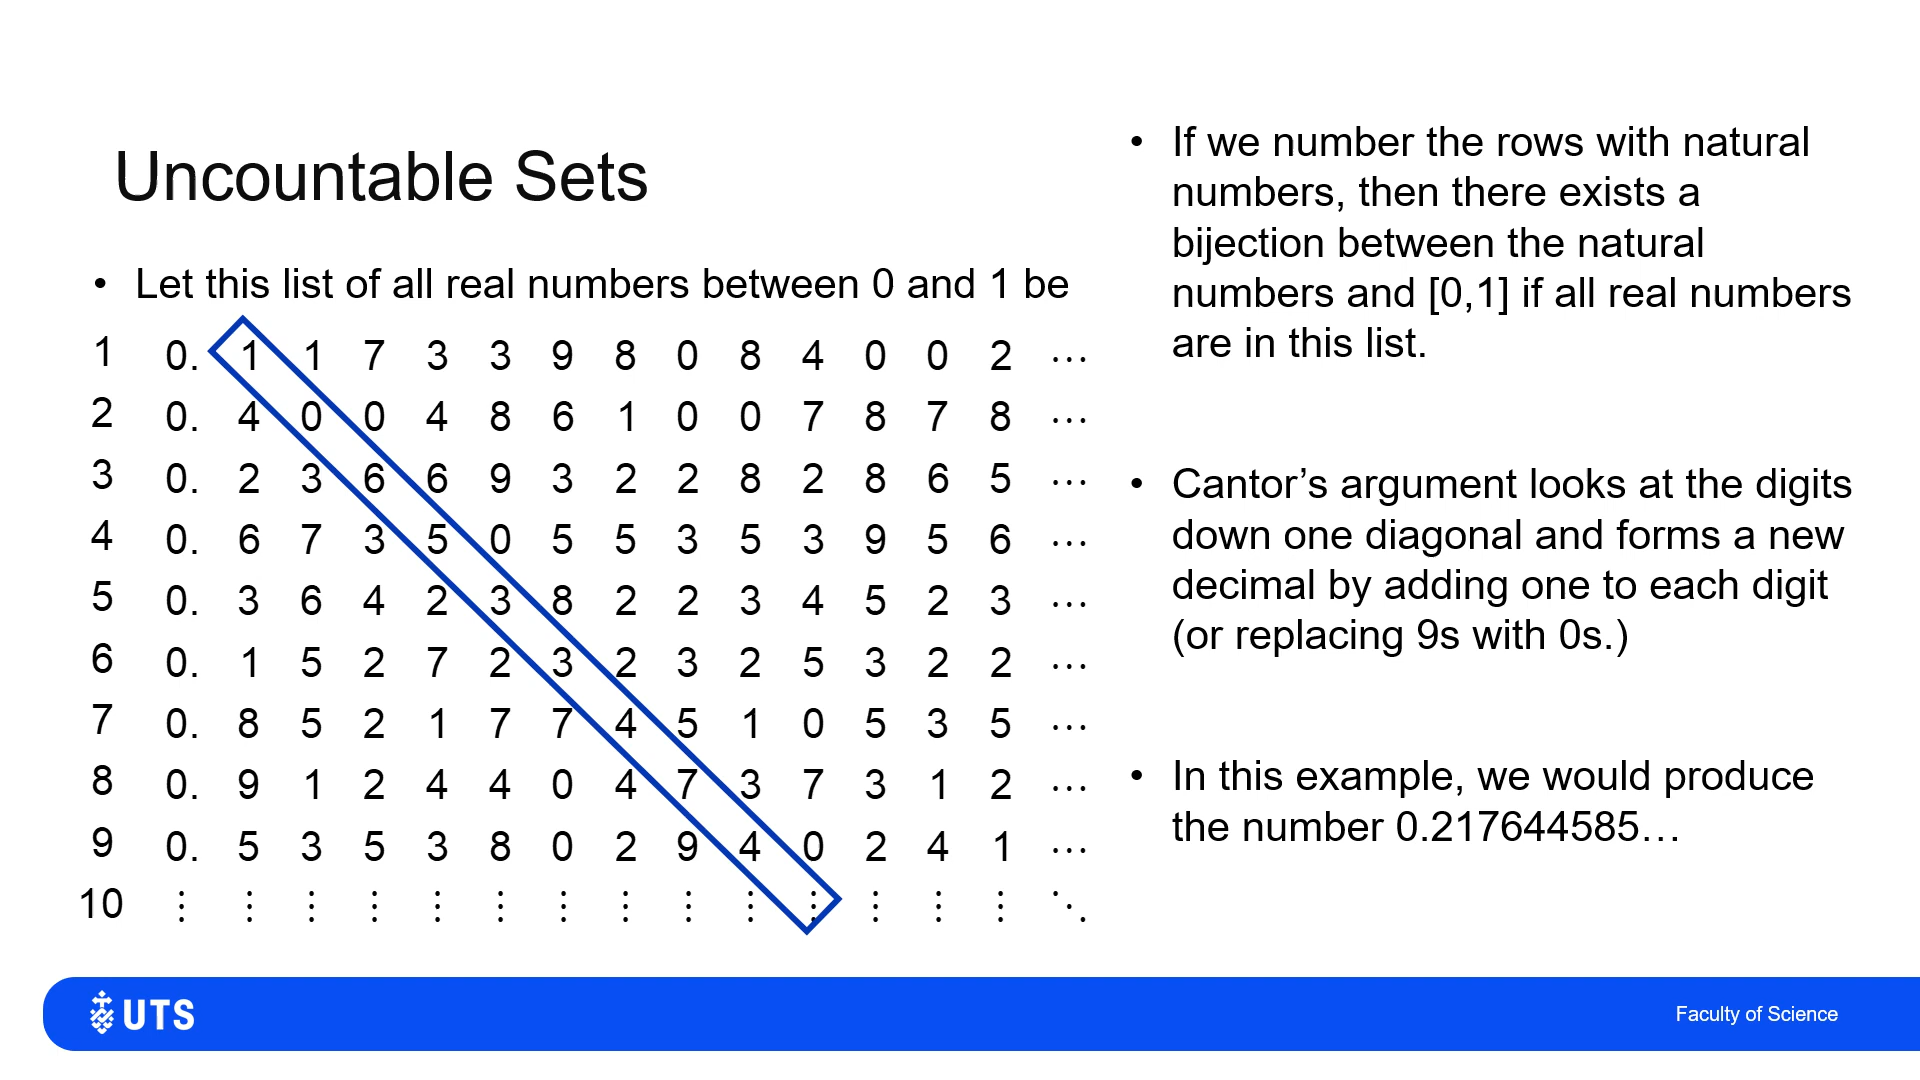 Uncountable Sets
• Let this list of all real numbers between 0 and 1 be
1 0. 1 1 7 3 3 9 8 0 8 4 0 0 2 ⋯
2 0. 4 0 0 4 8 6 1 0 0 7 8 7 8 ⋯
3 0. 2 3 6 6 9 3 2 2 8 2 8 6 5 ⋯
4 0. 6 7 3 5 0 5 5 3 5 3 9 5 6 ⋯
5 0. 3 6 4 2 3 8 2 2 3 4 5 2 3 ⋯
6 0. 1 5 2 7 2 3 2 3 2 5 3 2 2 ⋯
7 0. 8 5 2 1 7 7 4 5 1 0 5 3 5 ⋯
8 0. 9 1 2 4 4 0 4 7 3 7 3 1 2 ⋯
9 0. 5 3 5 3 8 0 2 9 4 0 2 4 1 ⋯
10 ⋮ ⋮ ⋮ ⋮ ⋮ ⋮ ⋮ ⋮ ⋮ ⋮ ⋮ ⋮ ⋮ ⋮ ⋱
• If we number the rows with natural
numbers, then there exists a
bijection between the natural
numbers and [0,1] if all real numbers
are in this list.
• Cantor’s argument looks at the digits
down one diagonal and forms a new
decimal by adding one to each digit
(or replacing 9s with 0s.)
• In this example, we would produce
the number 0.217644585…
UTS
Faculty of Science